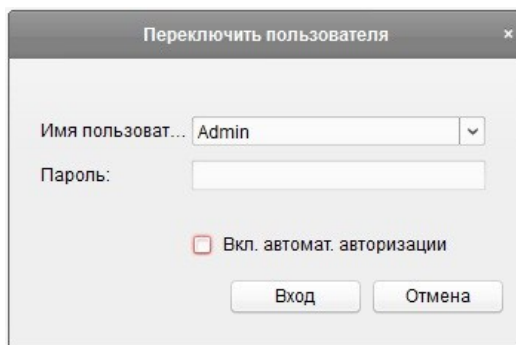 Переключить пользователя ×
Имя пользоват... Admin
Пароль:
Вкл. автомат. авторизации
Вход Отмена